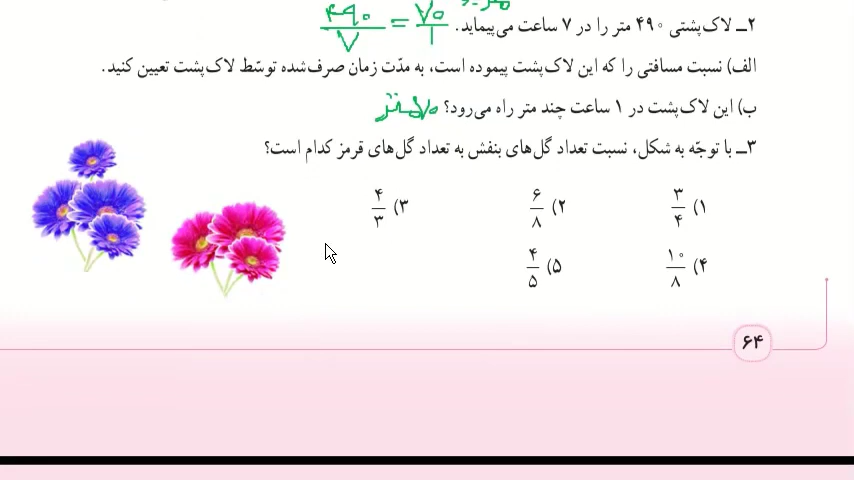 ۲ــ لاک‌پشتی ۴۹۰ متر را در ۷ ساعت می‌پیماید. ۴۹۰/۷ = ۷۰/۱
الف) نسبت مسافتی را که این لاک‌پشت پیموده است، به مدّت زمان صرف‌شده توسّط لاک‌پشت تعیین کنید.
ب) این لاک‌پشت در ۱ ساعت چند متر راه می‌رود؟ ۷۰ متر
۳ــ با توجّه به شکل، نسبت تعداد گل‌های بنفش به تعداد گل‌های قرمز کدام است؟
۱) ۳/۴ ۲) ۶/۸ ۳) ۴/۳
۴) ۱۰/۸ ۵) ۴/۵
۶۴